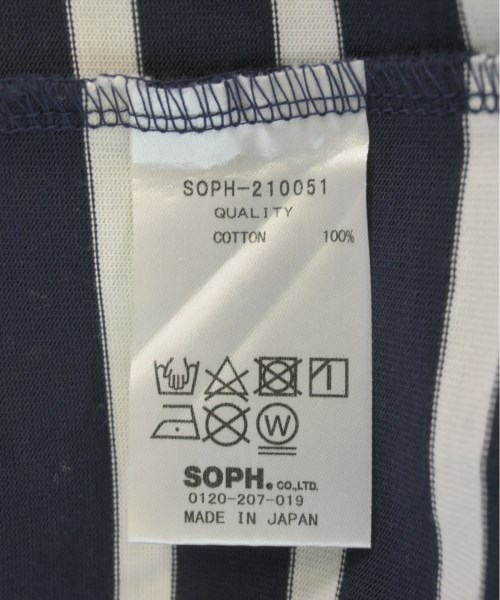 SOPH-210051
QUALITY
COTTON 100%
W
SOPH. CO.,LTD.
0120-207-019
MADE IN JAPAN